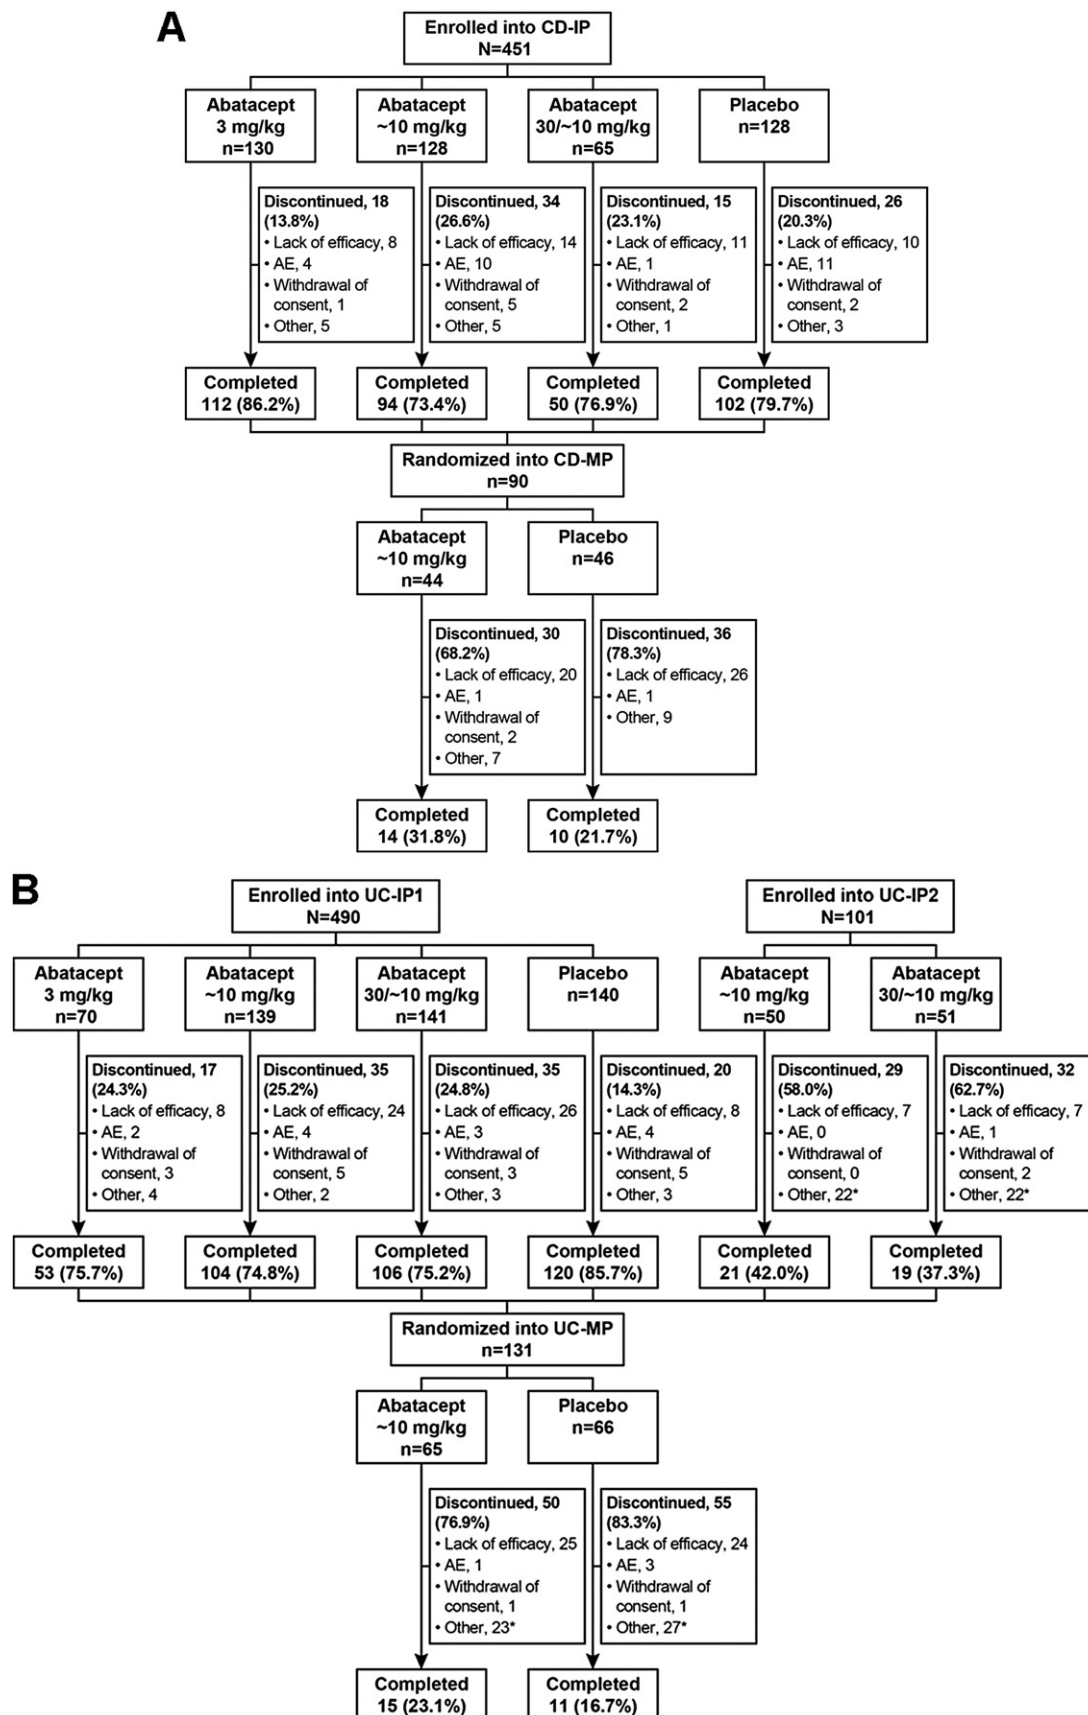 A
Enrolled into CD-IP
N=451
Abatacept
3 mg/kg
n=130
Abatacept
~10 mg/kg
n=128
Abatacept
30/~10 mg/kg
n=65
Placebo
n=128
Discontinued, 18
(13.8%)
• Lack of efficacy, 8
• AE, 4
• Withdrawal of
consent, 1
• Other, 5
Discontinued, 34
(26.6%)
• Lack of efficacy, 14
• AE, 10
• Withdrawal of
consent, 5
• Other, 5
Discontinued, 15
(23.1%)
• Lack of efficacy, 11
• AE, 1
• Withdrawal of
consent, 2
• Other, 1
Discontinued, 26
(20.3%)
• Lack of efficacy, 10
• AE, 11
• Withdrawal of
consent, 2
• Other, 3
Completed
112 (86.2%)
Completed
94 (73.4%)
Completed
50 (76.9%)
Completed
102 (79.7%)
Randomized into CD-MP
n=90
Abatacept
~10 mg/kg
n=44
Placebo
n=46
Discontinued, 30
(68.2%)
• Lack of efficacy, 20
• AE, 1
• Withdrawal of
consent, 2
• Other, 7
Discontinued, 36
(78.3%)
• Lack of efficacy, 26
• AE, 1
• Other, 9
Completed
14 (31.8%)
Completed
10 (21.7%)
B
Enrolled into UC-IP1
N=490
Enrolled into UC-IP2
N=101
Abatacept
3 mg/kg
n=70
Abatacept
~10 mg/kg
n=139
Abatacept
30/~10 mg/kg
n=141
Placebo
n=140
Abatacept
~10 mg/kg
n=50
Abatacept
30/~10 mg/kg
n=51
Discontinued, 17
(24.3%)
• Lack of efficacy, 8
• AE, 2
• Withdrawal of
consent, 3
• Other, 4
Discontinued, 35
(25.2%)
• Lack of efficacy, 24
• AE, 4
• Withdrawal of
consent, 5
• Other, 2
Discontinued, 35
(24.8%)
• Lack of efficacy, 26
• AE, 3
• Withdrawal of
consent, 3
• Other, 3
Discontinued, 20
(14.3%)
• Lack of efficacy, 8
• AE, 4
• Withdrawal of
consent, 5
• Other, 3
Discontinued, 29
(58.0%)
• Lack of efficacy, 7
• AE, 0
• Withdrawal of
consent, 0
• Other, 22*
Discontinued, 32
(62.7%)
• Lack of efficacy, 7
• AE, 1
• Withdrawal of
consent, 2
• Other, 22*
Completed
53 (75.7%)
Completed
104 (74.8%)
Completed
106 (75.2%)
Completed
120 (85.7%)
Completed
21 (42.0%)
Completed
19 (37.3%)
Randomized into UC-MP
n=131
Abatacept
~10 mg/kg
n=65
Placebo
n=66
Discontinued, 50
(76.9%)
• Lack of efficacy, 25
• AE, 1
• Withdrawal of
consent, 1
• Other, 23*
Discontinued, 55
(83.3%)
• Lack of efficacy, 24
• AE, 3
• Withdrawal of
consent, 1
• Other, 27*
Completed
15 (23.1%)
Completed
11 (16.7%)